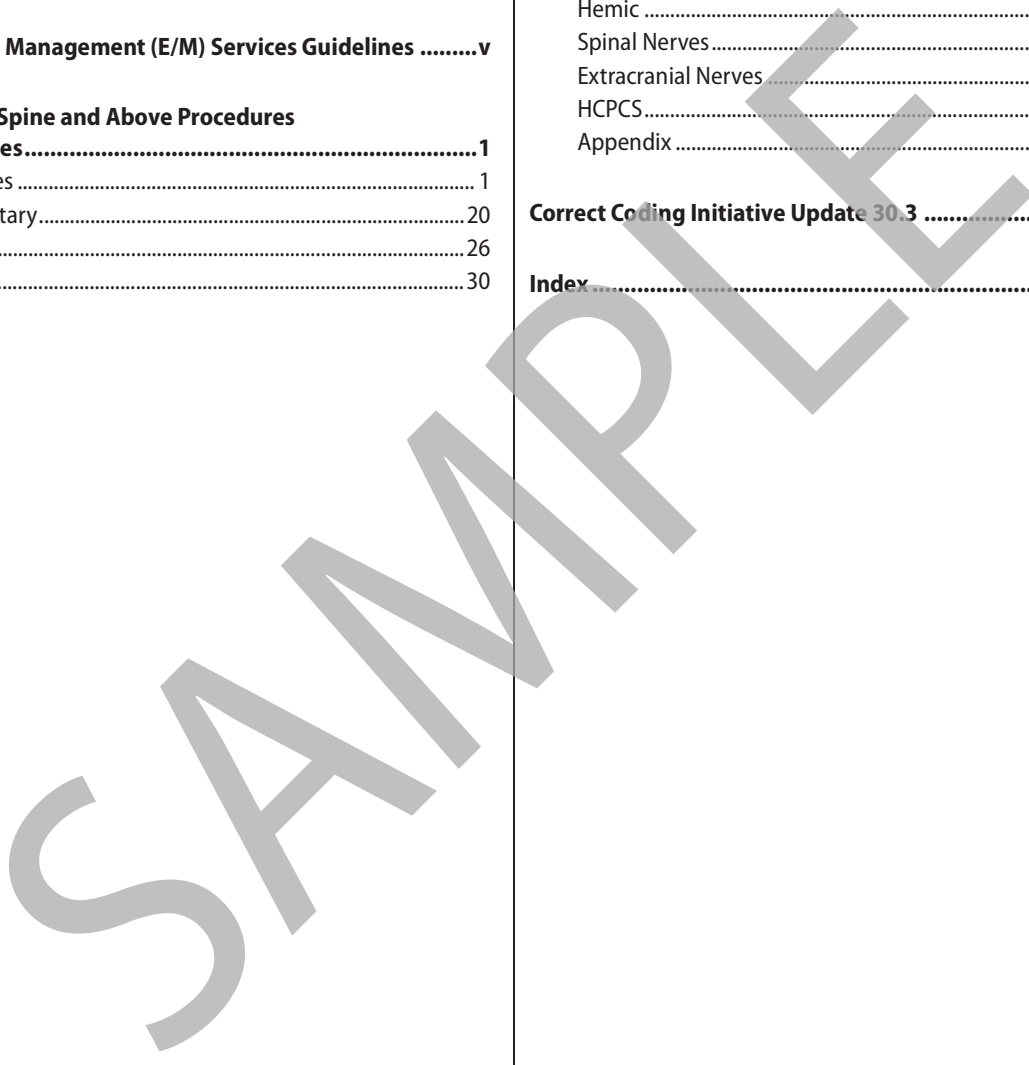 Management (E/M) Services Guidelines .........v
Spine and Above Procedures
es...........................................................................1
es ........................................................................................ 1
tary....................................................................................20
...........................................................................................26
...........................................................................................30
Hemic ..........................................................................
Spinal Nerves..............................................................
Extracranial Nerves ....................................................
HCPCS..........................................................................
Appendix .....................................................................
Correct Coding Initiative Update 30.3 ...................
Index............................................................................
SAMPLE